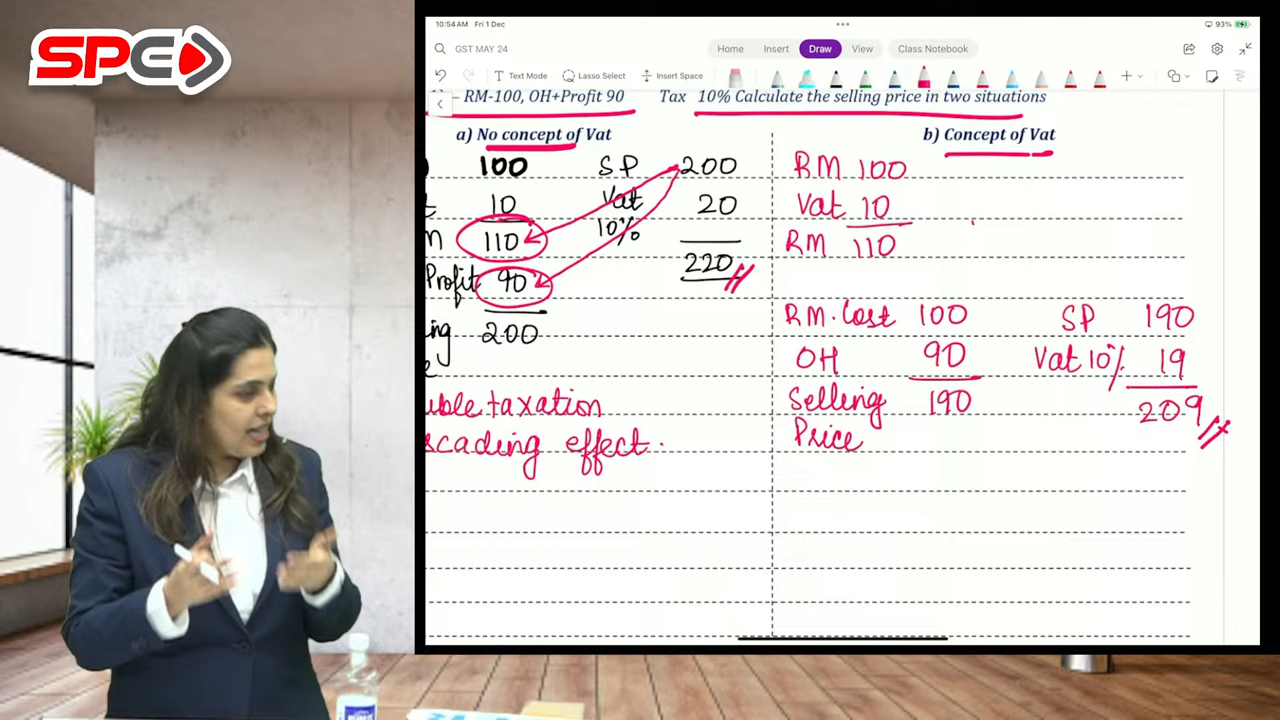 SPED
10:54 AM Fri 1 Dec
93%
GST MAY 24
Home Insert Draw View Class Notebook
Text Mode Lasso Select Insert Space
– RM-100, OH+Profit 90 Tax 10% Calculate the selling price in two situations
a) No concept of Vat
100 SP 200
10 Vat 20
110 10%
Profit 90 220
200
uble taxation
scading effect.
b) Concept of Vat
RM 100
Vat 10
RM 110
RM. Cost 100 SP 190
OH 90 Vat 10% 19
Selling 190 209
Price